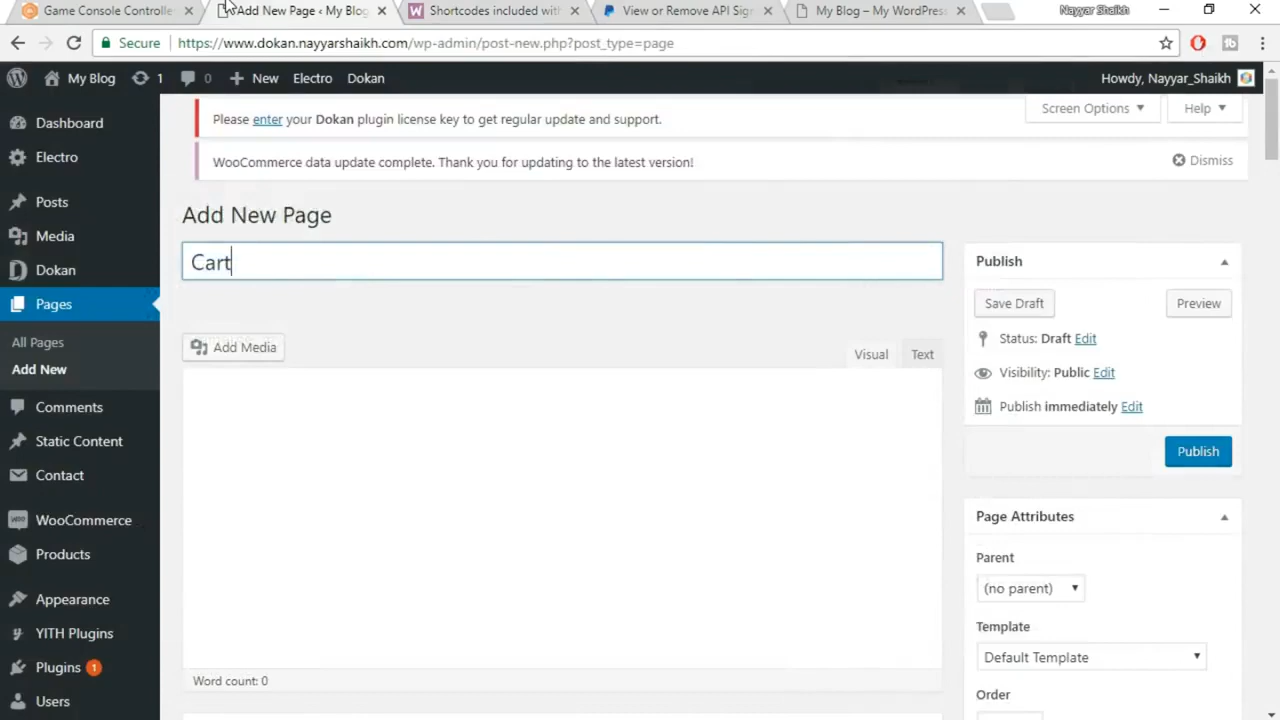 Game Console Controlle
Add New Page ‹ My Blog
Shortcodes included with
View or Remove API Sign
My Blog – My WordPress
Nayyar Shaikh
Secure
https://www.dokan.nayyarshaikh.com/wp-admin/post-new.php?post_type=page
My Blog
1
0
New
Electro
Dokan
Howdy, Nayyar_Shaikh
Dashboard
Electro
Posts
Media
Dokan
Pages
All Pages
Add New
Comments
Static Content
Contact
WooCommerce
Products
Appearance
YITH Plugins
Plugins 1
Users
Screen Options
Help
Please enter your Dokan plugin license key to get regular update and support.
WooCommerce data update complete. Thank you for updating to the latest version!
Dismiss
Add New Page
Cart
Add Media
Visual
Text
Word count: 0
Publish
Save Draft
Preview
Status: Draft Edit
Visibility: Public Edit
Publish immediately Edit
Publish
Page Attributes
Parent
(no parent)
Template
Default Template
Order